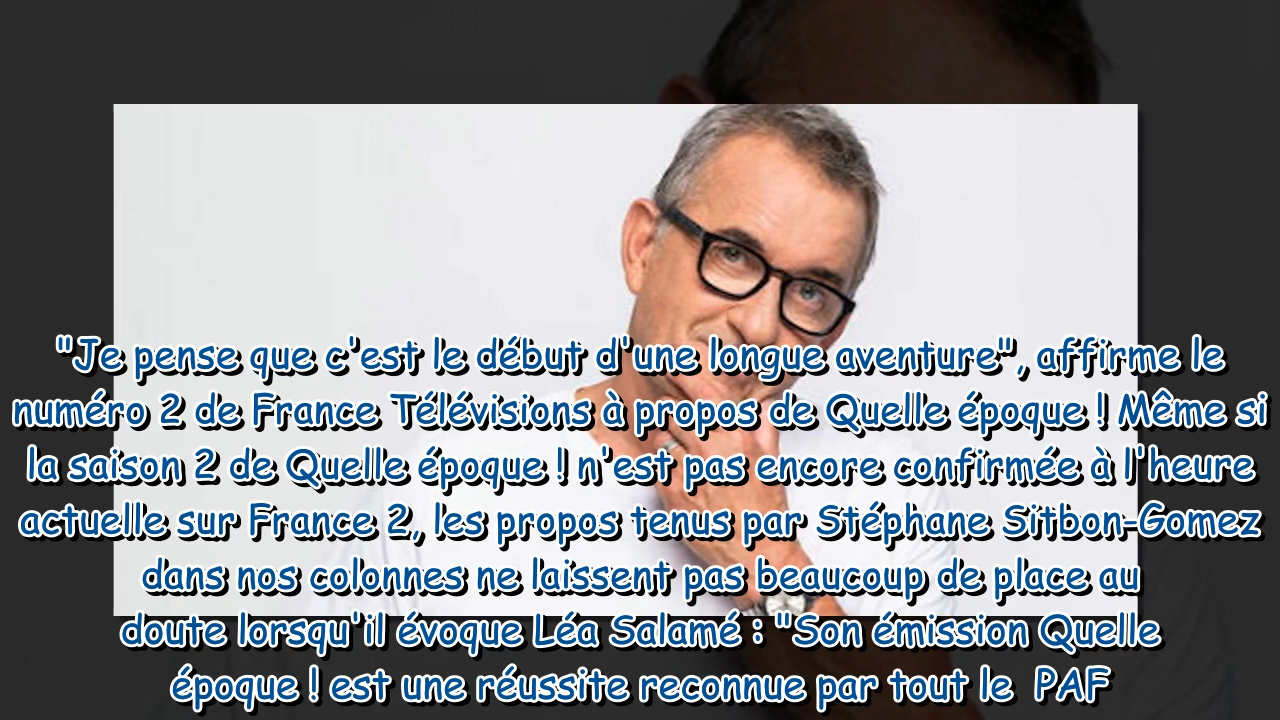 "Je pense que c'est le début d'une longue aventure", affirme le
numéro 2 de France Télévisions à propos de Quelle époque ! Même si
la saison 2 de Quelle époque ! n'est pas encore confirmée à l'heure
actuelle sur France 2, les propos tenus par Stéphane Sitbon-Gomez
dans nos colonnes ne laissent pas beaucoup de place au
doute lorsqu'il évoque Léa Salamé : "Son émission Quelle
époque ! est une réussite reconnue par tout le  PAF